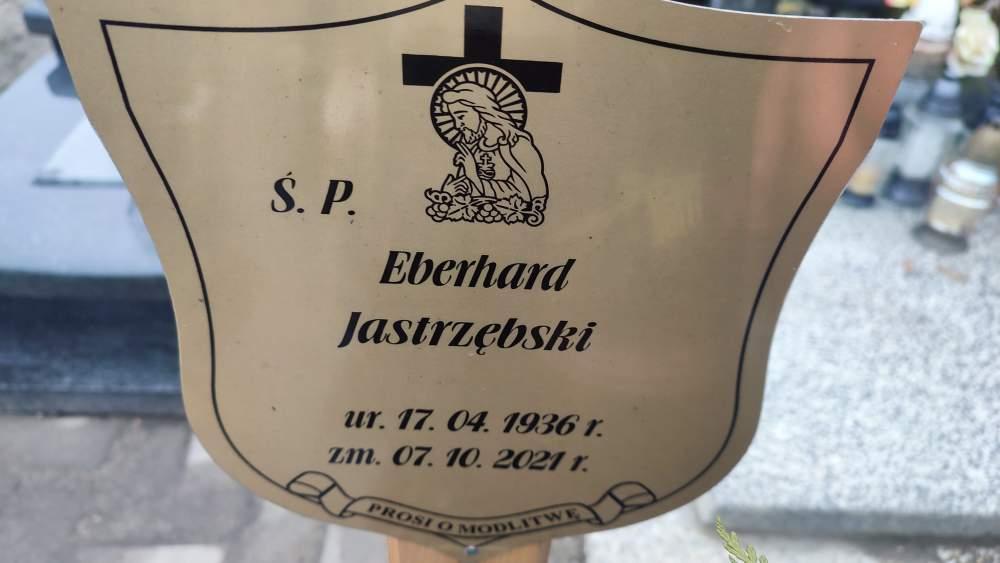 Ś. P.
Eberhard
Jastrzębski
ur. 17. 04. 1936 r.
zm. 07. 10. 2021 r.
PROSI O MODLITWĘ